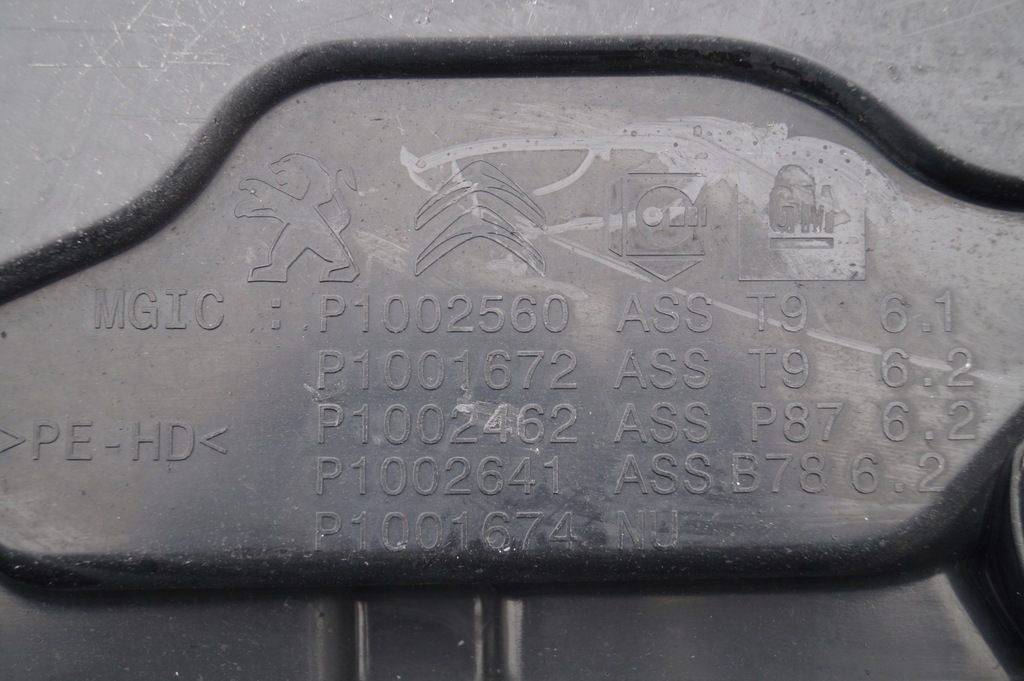 GM
MGIC : P1002560 ASS T9 6.1
P1001672 ASS T9 6.2
P1002462 ASS P87 6.2
>PE-HD<
P1002641 ASS B78 6.2
P1001674 NU